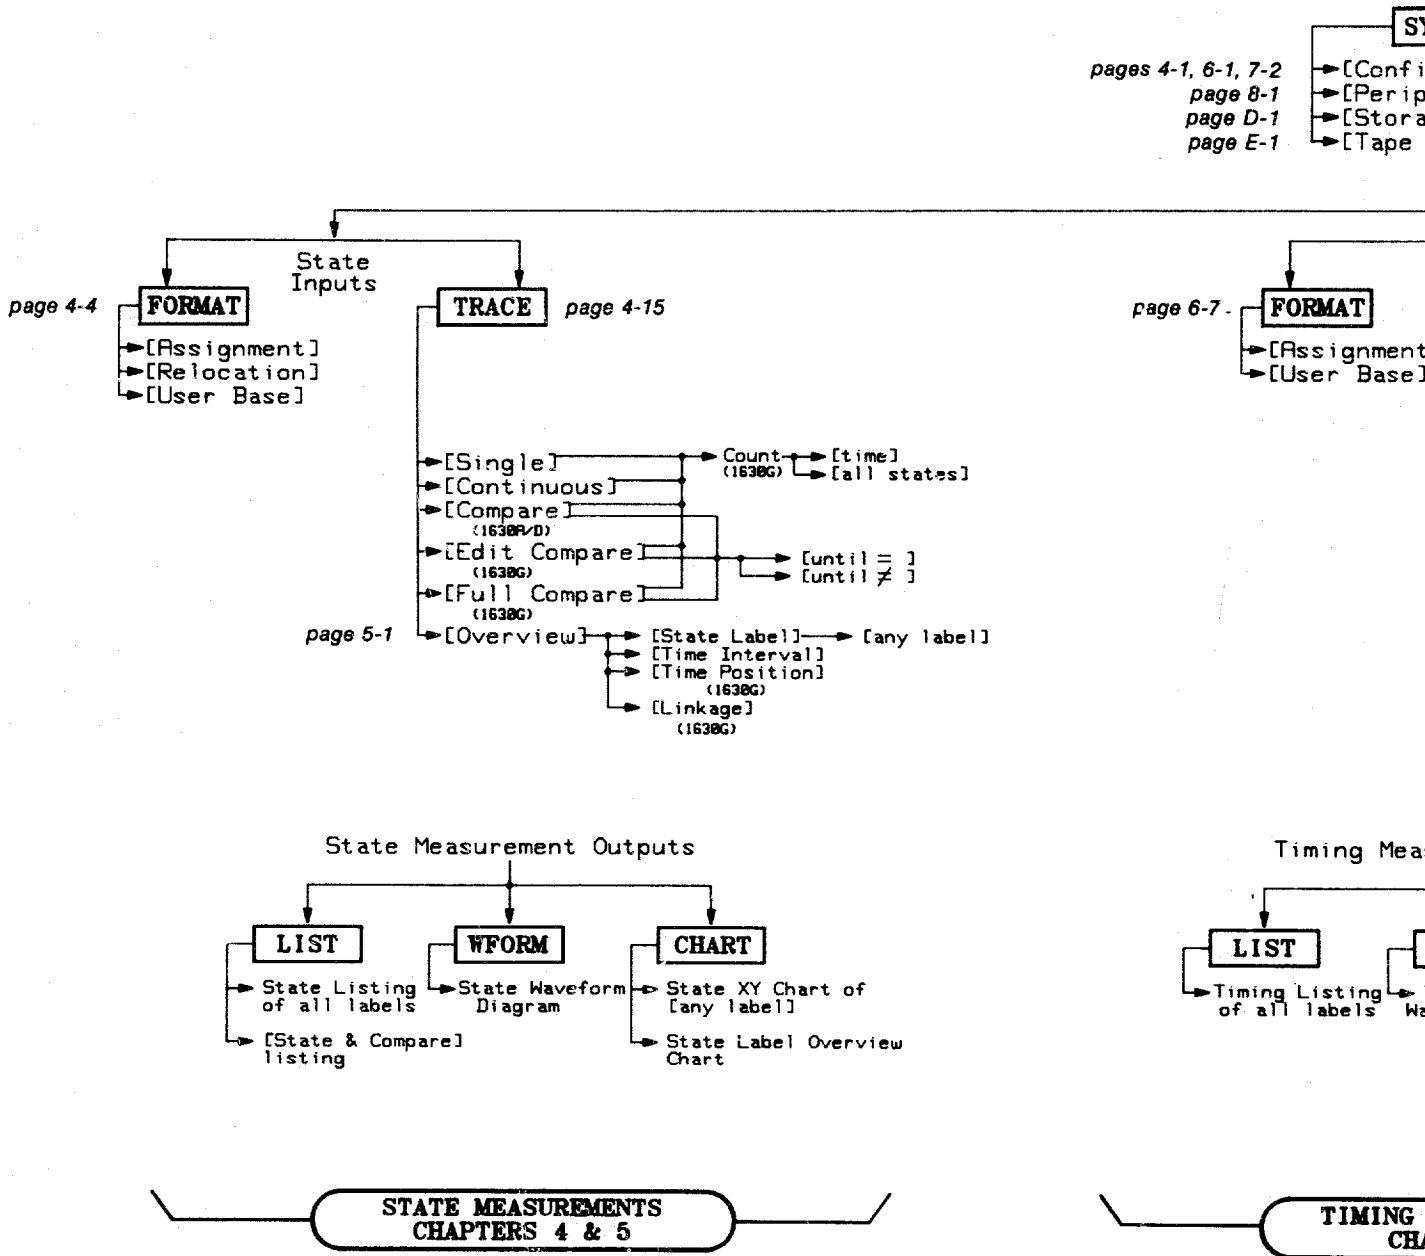 pages 4-1, 6-1, 7-2
page 8-1
page D-1
[Stora
page E-1
[Tape
State
Inputs
page 4-4
FORMAT
[Assignment]
[Relocation]
[User Base]
TRACE
page 4-15
[Single]
[Continuous]
[Compare]
(1630A/D)
[Edit Compare]
(1630G)
[Full Compare]
(1630G)
page 5-1
[Overview]
Count
(1630G)
[time]
[all states]
[until = ]
[until ≠ ]
[State Label]
[any label]
[Time Interval]
[Time Position]
(1630G)
[Linkage]
(1630G)
page 6-7
FORMAT
[Assignment
[User Base]
State Measurement Outputs
LIST
State Listing
of all labels
[State & Compare]
listing
WFORM
State Waveform
Diagram
CHART
State XY Chart of
[any label]
State Label Overview
Chart
Timing Mea
LIST
Timing Listing
of all labels
STATE MEASUREMENTS
CHAPTERS 4 & 5
TIMING